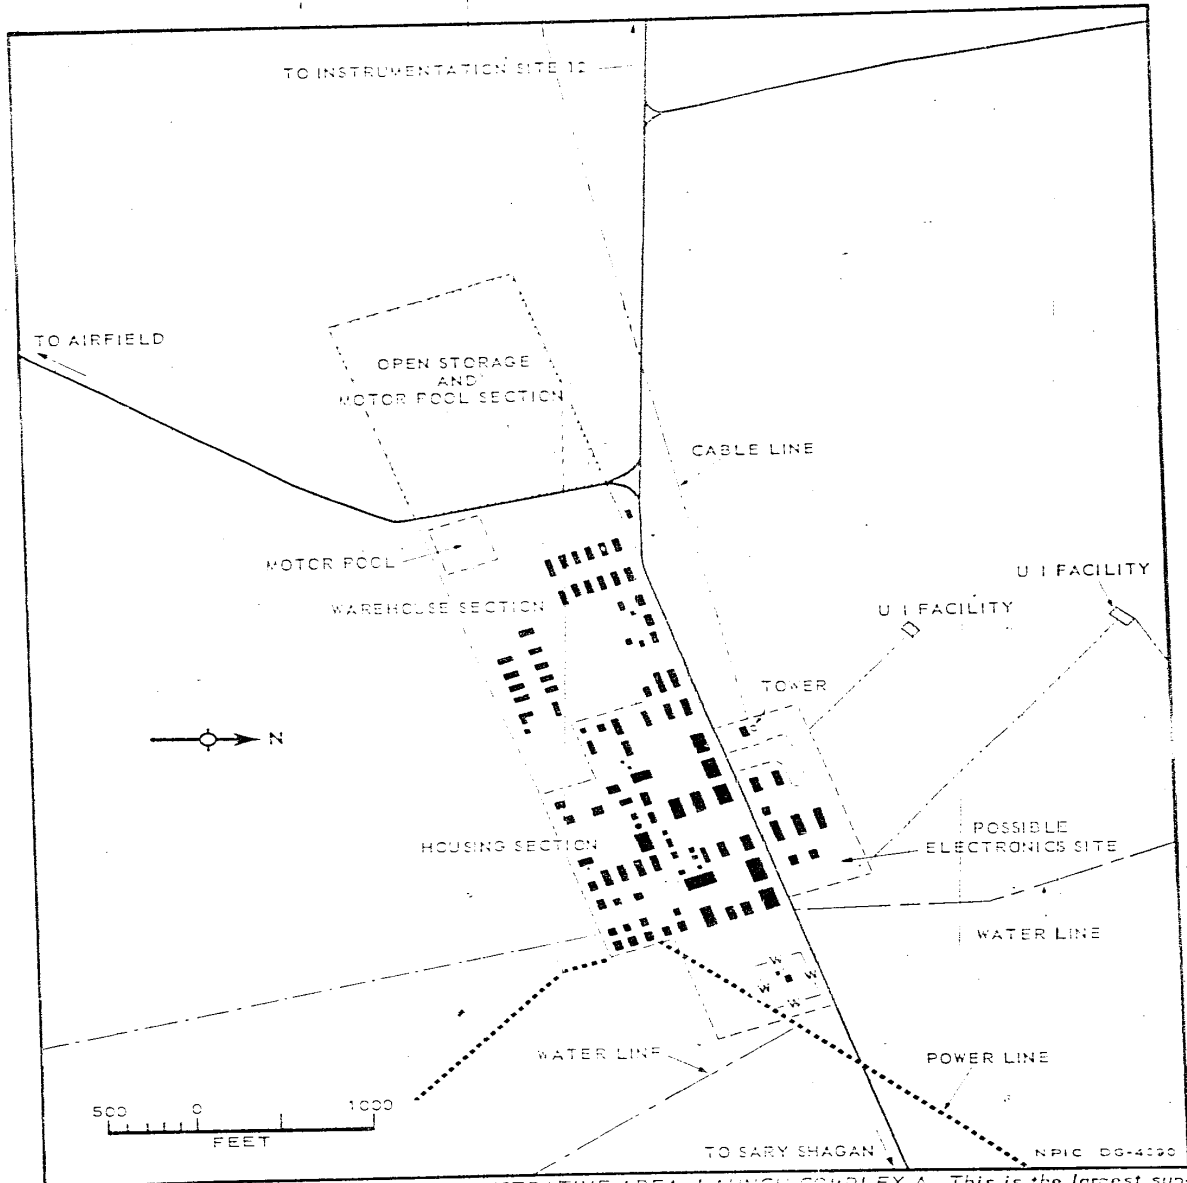 TO INSTRUMENTATION SITE 12
TO AIRFIELD
OPEN STORAGE
AND
MOTOR POOL SECTION
CABLE LINE
MOTOR POOL
U I FACILITY
WAREHOUSE SECTION
U I FACILITY
TOWER
N
POSSIBLE
ELECTRONICS SITE
HOUSING SECTION
WATER LINE
W
W
W
W
WATER LINE
POWER LINE
500 0 1000
FEET
TO SARY SHAGAN
NPIC
AREA, LAUNCH COMPLEX A. This is the largest